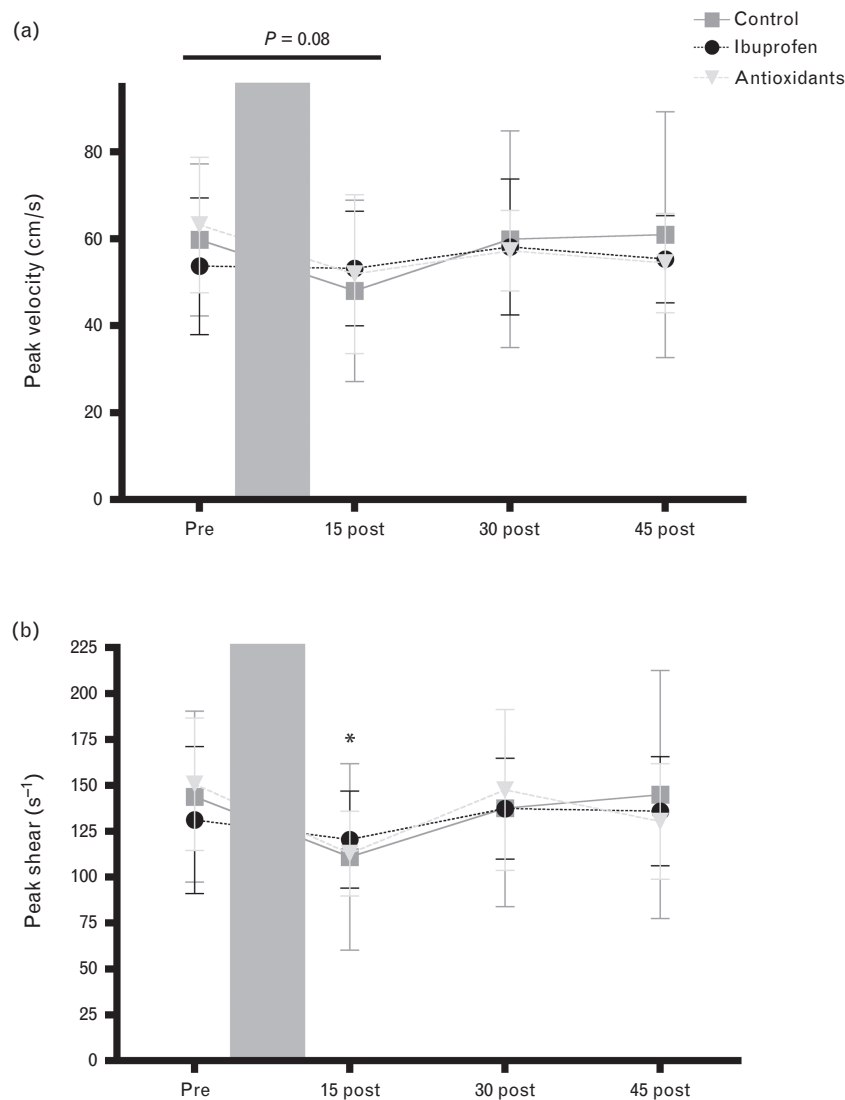 (a)
P = 0.08
Control
Ibuprofen
Antioxidants
Peak velocity (cm/s)
80
60
40
20
0
Pre
15 post
30 post
45 post
(b)
Peak shear (s⁻¹)
225
200
175
150
125
100
75
50
25
0
*
Pre
15 post
30 post
45 post